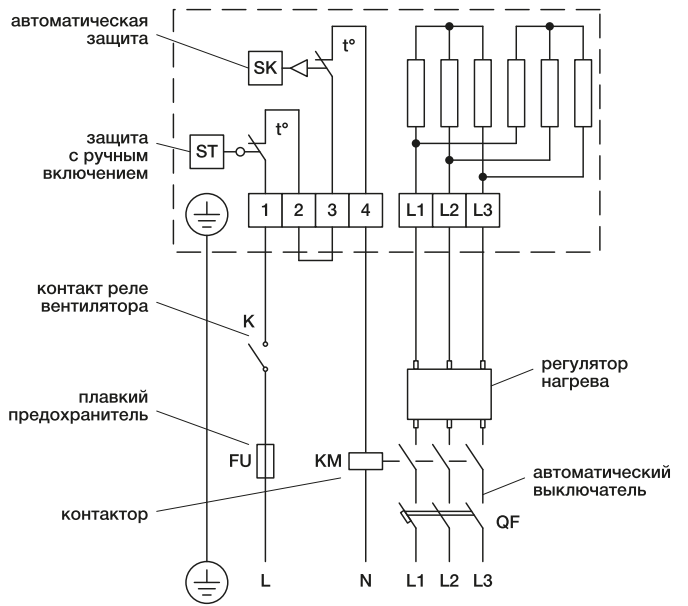 автоматическая
защита
SK
t°
защита
с ручным
включением
ST
t°
1 2 3 4 L1 L2 L3
контакт реле
вентилятора
K
регулятор
нагрева
плавкий
предохранитель
FU
KM
автоматический
выключатель
контактор
QF
L N L1 L2 L3